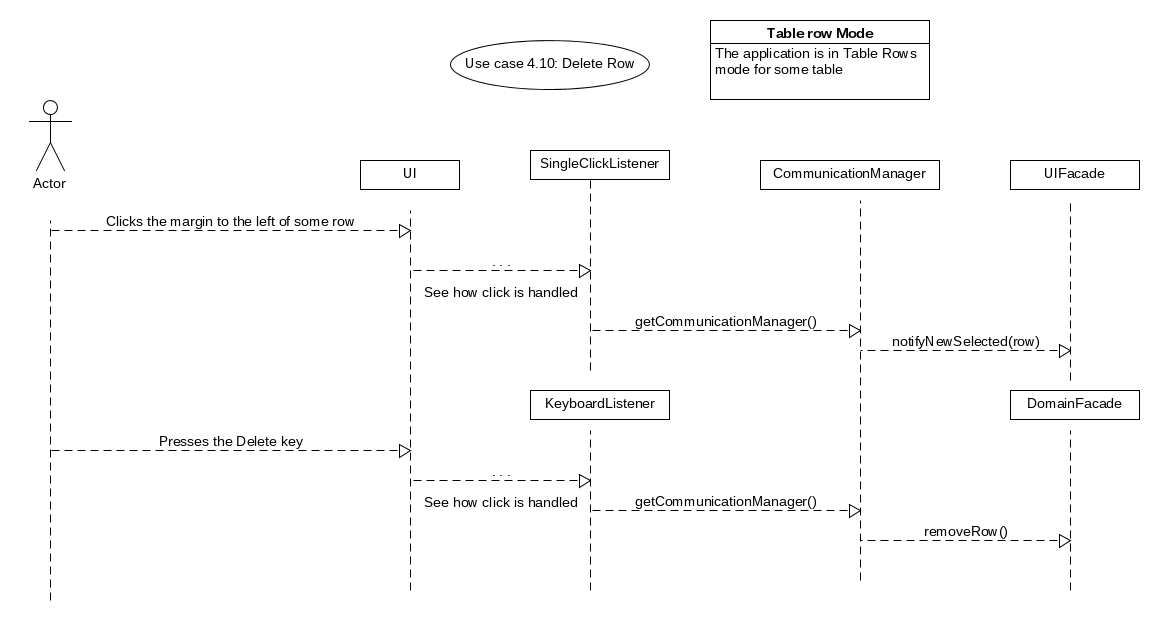 Table row Mode
Use case 4.10: Delete Row
The application is in Table Rows
mode for some table
Actor
UI
SingleClickListener
CommunicationManager
UIFacade
Clicks the margin to the left of some row
. . .
See how click is handled
getCommunicationManager()
notifyNewSelected(row)
KeyboardListener
DomainFacade
Presses the Delete key
. . .
See how click is handled
getCommunicationManager()
removeRow()